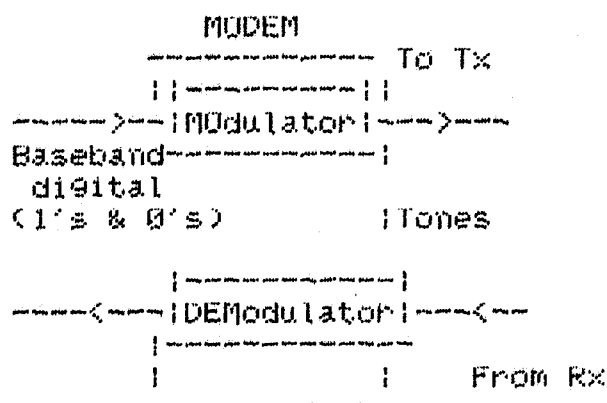 MODEM
To Tx
MOdulator
Baseband
digital
(1's & 0's)
Tones
DEModulator
From Rx